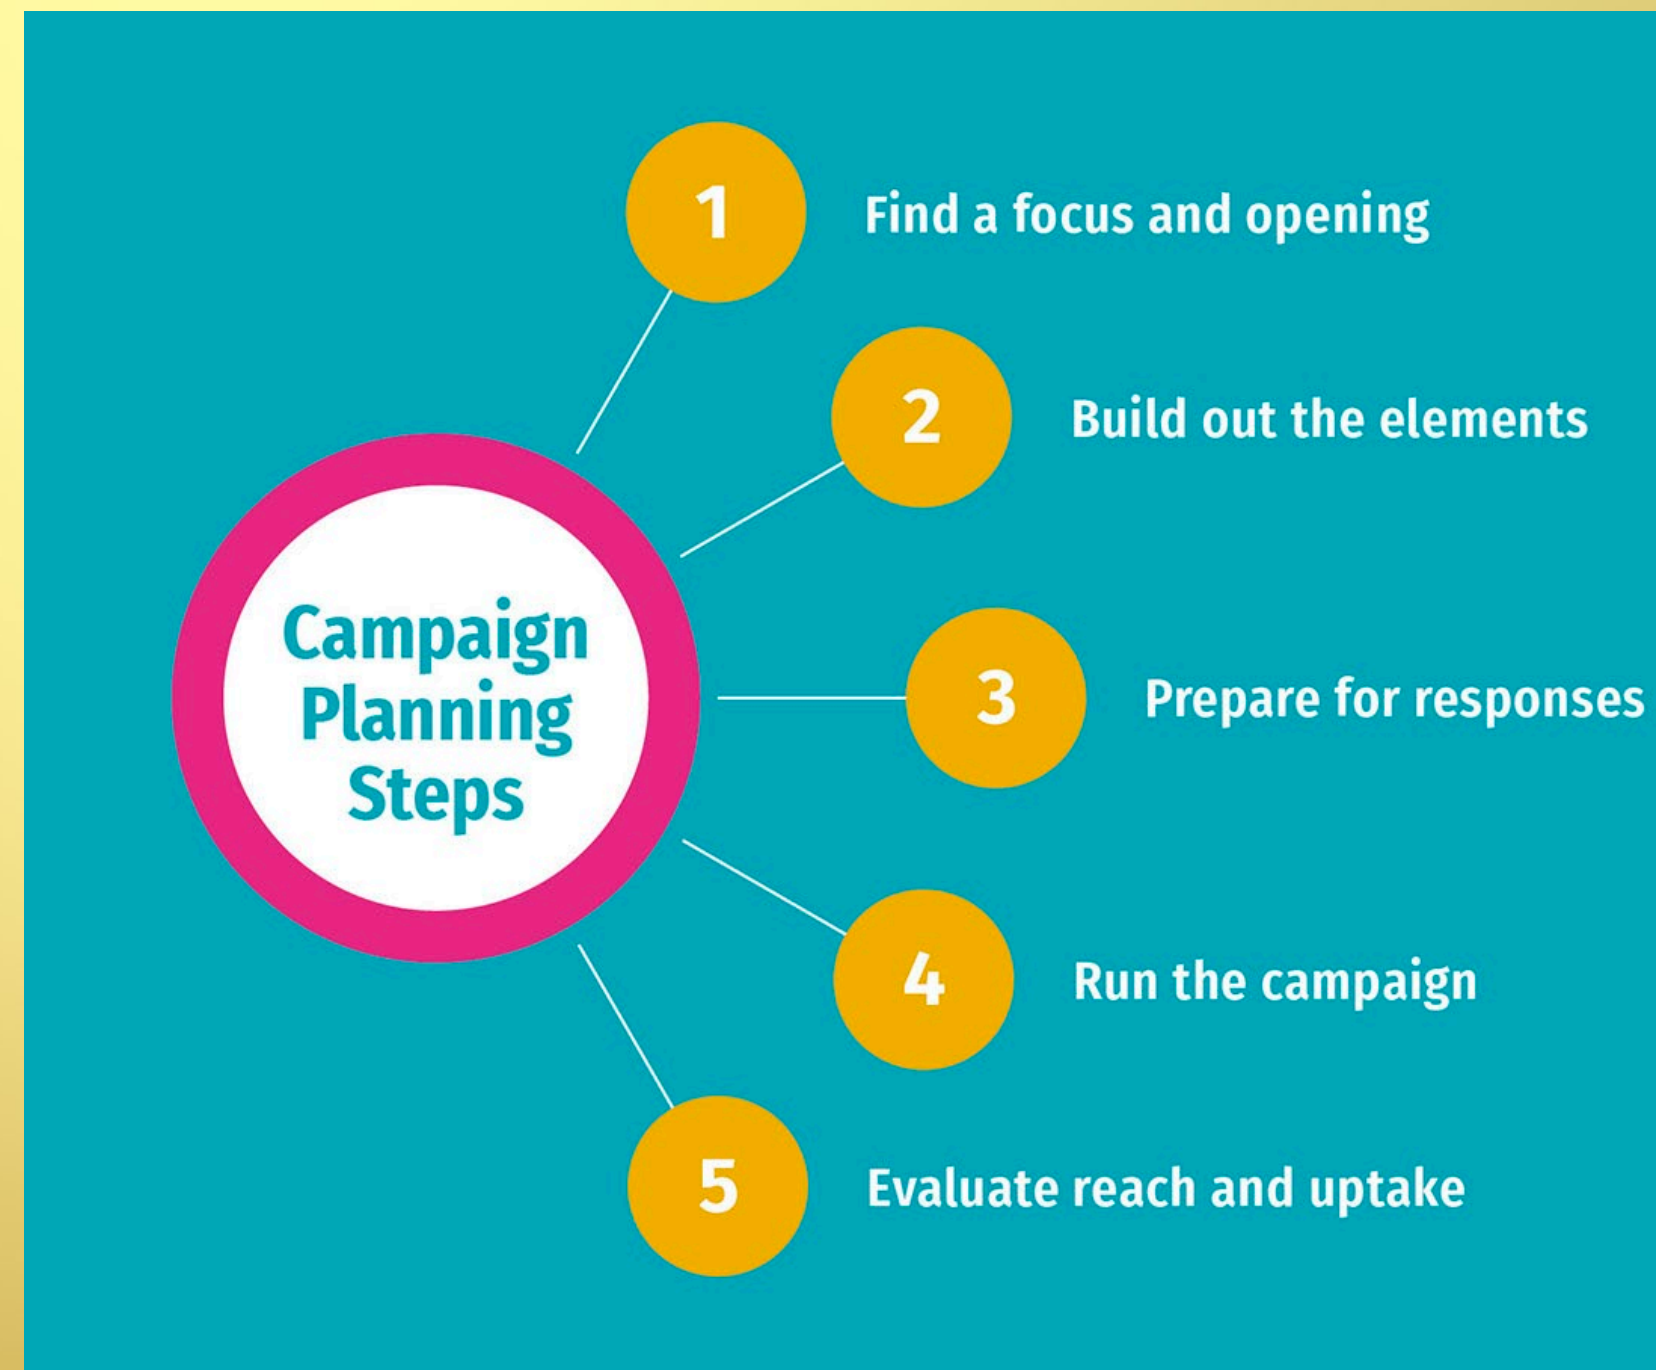 Campaign
Planning
Steps
1 Find a focus and opening
2 Build out the elements
3 Prepare for responses
4 Run the campaign
5 Evaluate reach and uptake